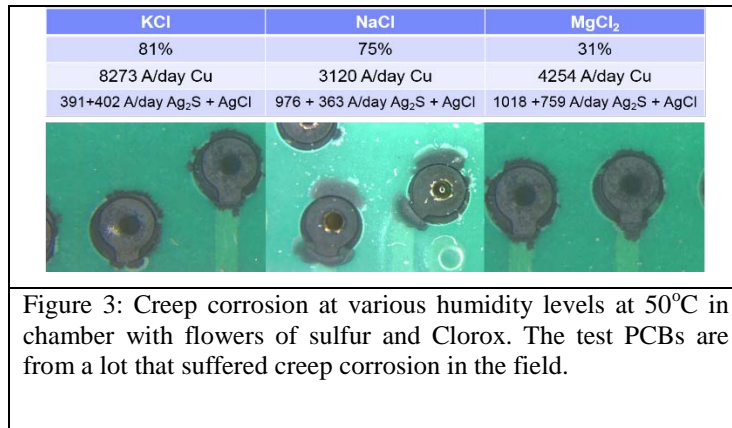 KCl NaCl MgCl₂
81% 75% 31%
8273 A/day Cu 3120 A/day Cu 4254 A/day Cu
391+402 A/day Ag₂S + AgCl 976 + 363 A/day Ag₂S + AgCl 1018 +759 A/day Ag₂S + AgCl
Figure 3: Creep corrosion at various humidity levels at 50°C in
chamber with flowers of sulfur and Clorox. The test PCBs are
from a lot that suffered creep corrosion in the field.